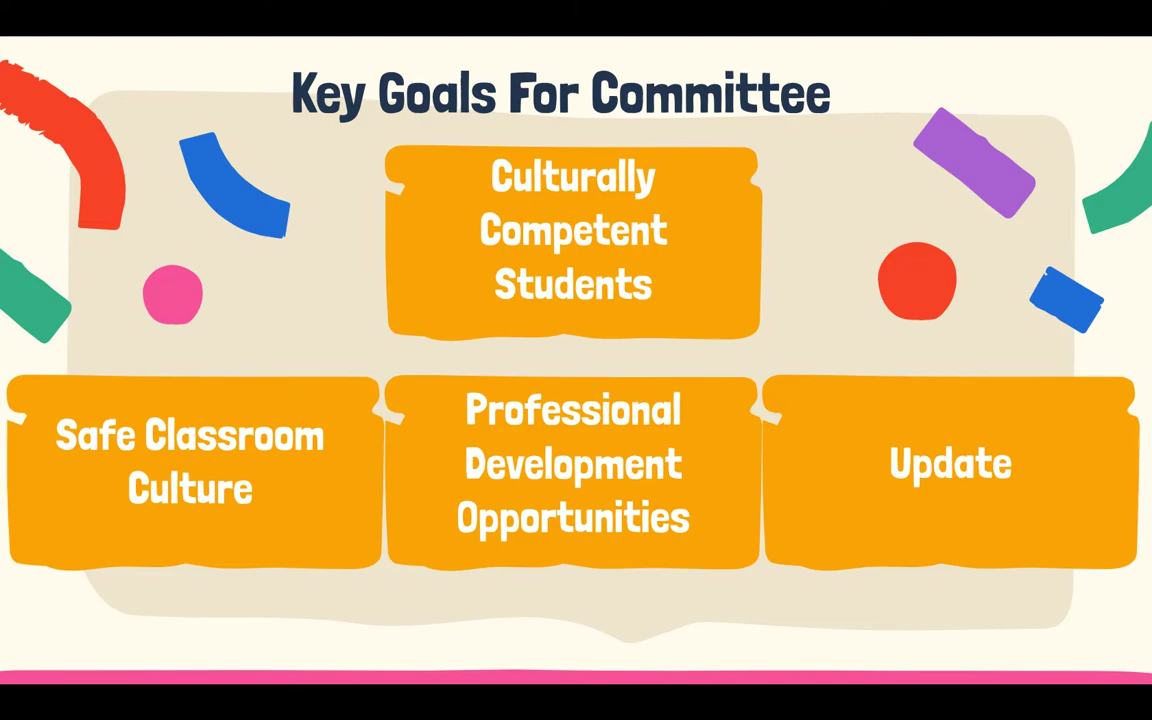 Key Goals For Committee
Culturally
Competent
Students
Safe Classroom
Culture
Professional
Development
Opportunities
Update